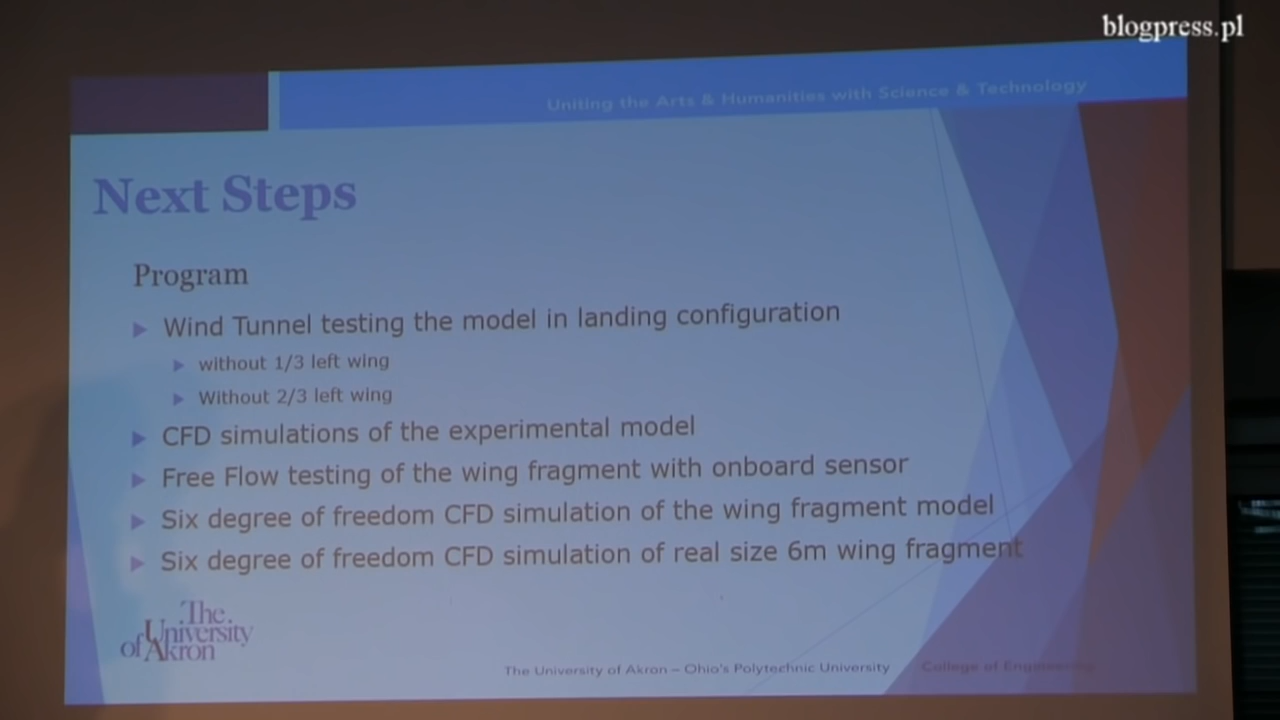 blogpress.pl
Uniting the Arts & Humanities with Science & Technology
Next Steps
Program
Wind Tunnel testing the model in landing configuration
without 1/3 left wing
Without 2/3 left wing
CFD simulations of the experimental model
Free Flow testing of the wing fragment with onboard sensor
Six degree of freedom CFD simulation of the wing fragment model
Six degree of freedom CFD simulation of real size 6m wing fragment
The
University
of Akron
The University of Akron – Ohio's Polytechnic University College of Engineering